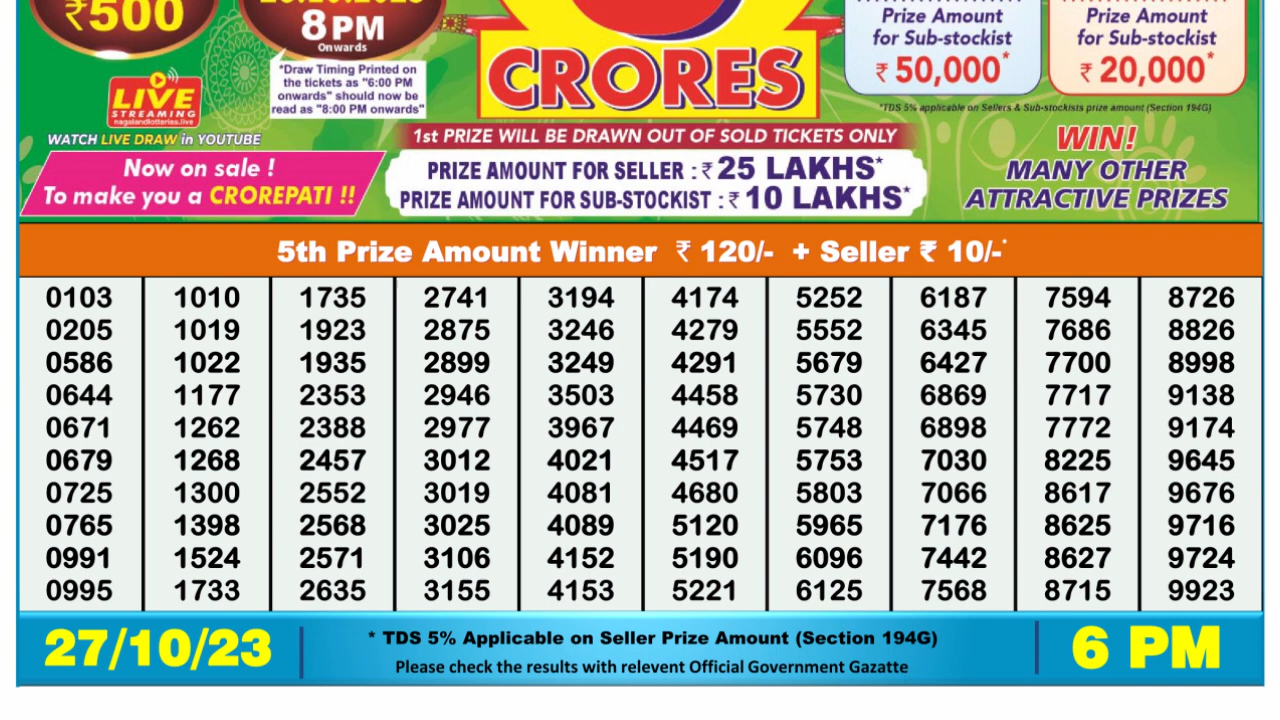 ₹500
8 PM
Onwards
*Draw Timing Printed on
the tickets as "6:00 PM
onwards" should now be
read as "8:00 PM onwards"
LIVE
STREAMING
nagalandlotteries.live
WATCH LIVE DRAW in YOUTUBE
CRORES
Prize Amount
for Sub-stockist
₹ 50,000*
Prize Amount
for Sub-stockist
₹ 20,000*
*TDS 5% applicable on Sellers & Sub-stockists prize amount (Section 194G)
1st PRIZE WILL BE DRAWN OUT OF SOLD TICKETS ONLY
Now on sale !
To make you a CROREPATI !!
PRIZE AMOUNT FOR SELLER : ₹ 25 LAKHS*
PRIZE AMOUNT FOR SUB-STOCKIST : ₹ 10 LAKHS*
WIN!
MANY OTHER
ATTRACTIVE PRIZES
5th Prize Amount Winner ₹ 120/- + Seller ₹ 10/-*
0103 1010 1735 2741 3194 4174 5252 6187 7594 8726
0205 1019 1923 2875 3246 4279 5552 6345 7686 8826
0586 1022 1935 2899 3249 4291 5679 6427 7700 8998
0644 1177 2353 2946 3503 4458 5730 6869 7717 9138
0671 1262 2388 2977 3967 4469 5748 6898 7772 9174
0679 1268 2457 3012 4021 4517 5753 7030 8225 9645
0725 1300 2552 3019 4081 4680 5803 7066 8617 9676
0765 1398 2568 3025 4089 5120 5965 7176 8625 9716
0991 1524 2571 3106 4152 5190 6096 7442 8627 9724
0995 1733 2635 3155 4153 5221 6125 7568 8715 9923
27/10/23
* TDS 5% Applicable on Seller Prize Amount (Section 194G)
Please check the results with relevent Official Government Gazatte
6 PM